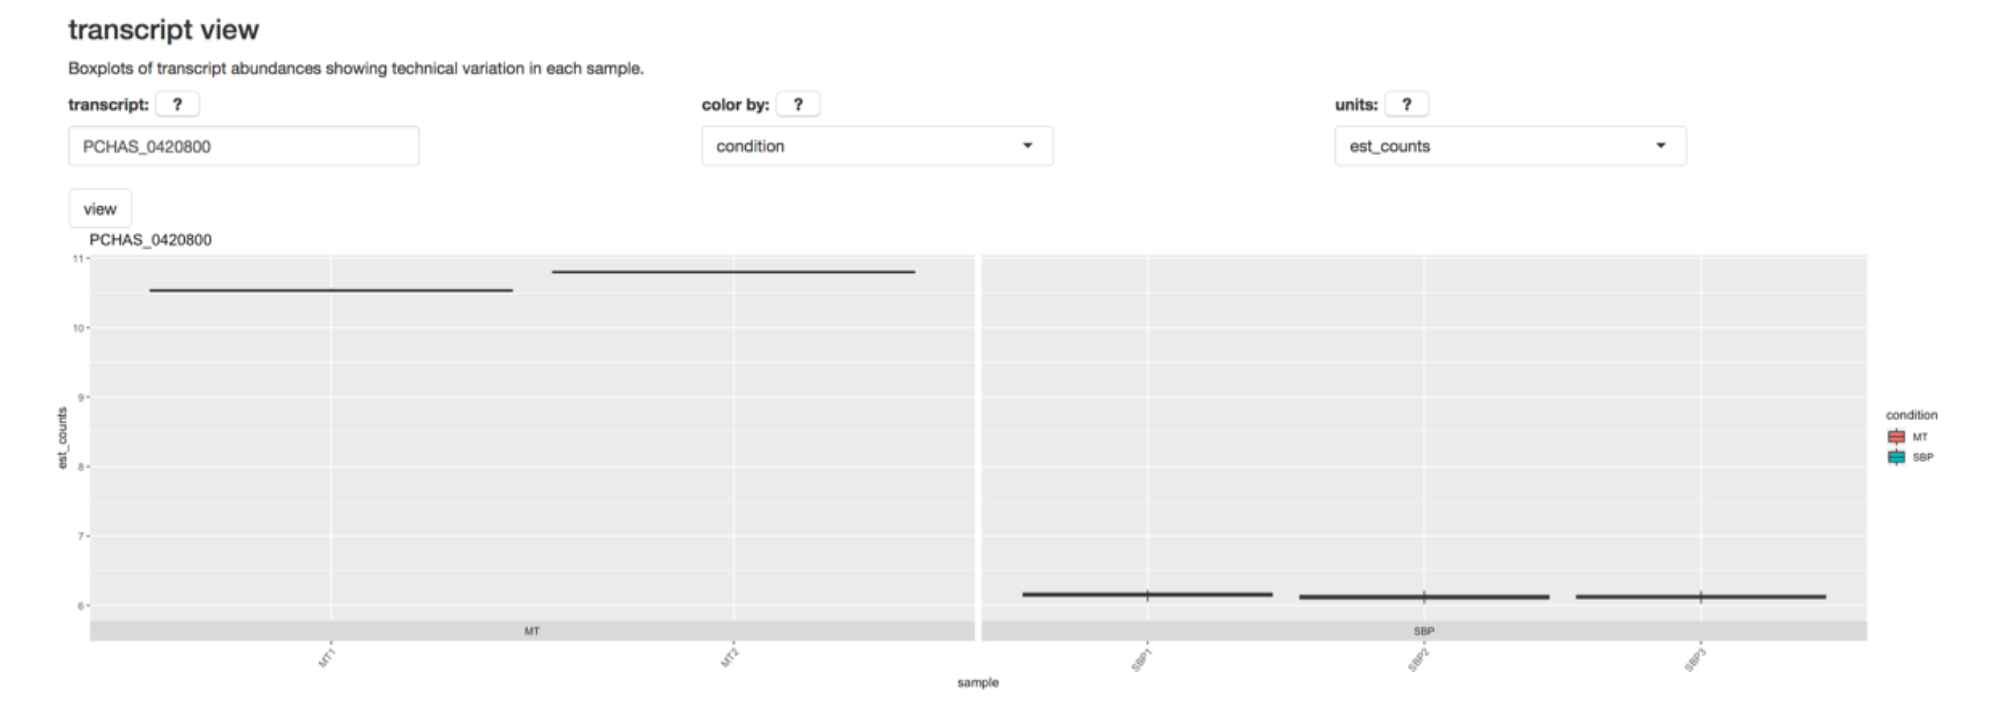 transcript view
Boxplots of transcript abundances showing technical variation in each sample.
transcript: ? color by: ? units: ?
PCHAS_0420800 condition est_counts
view
PCHAS_0420800
11
10
9
8
7
6
est_counts
MT SBP
MT1 MT2 SBP1 SBP2 SBP3
sample
condition
MT
SBP